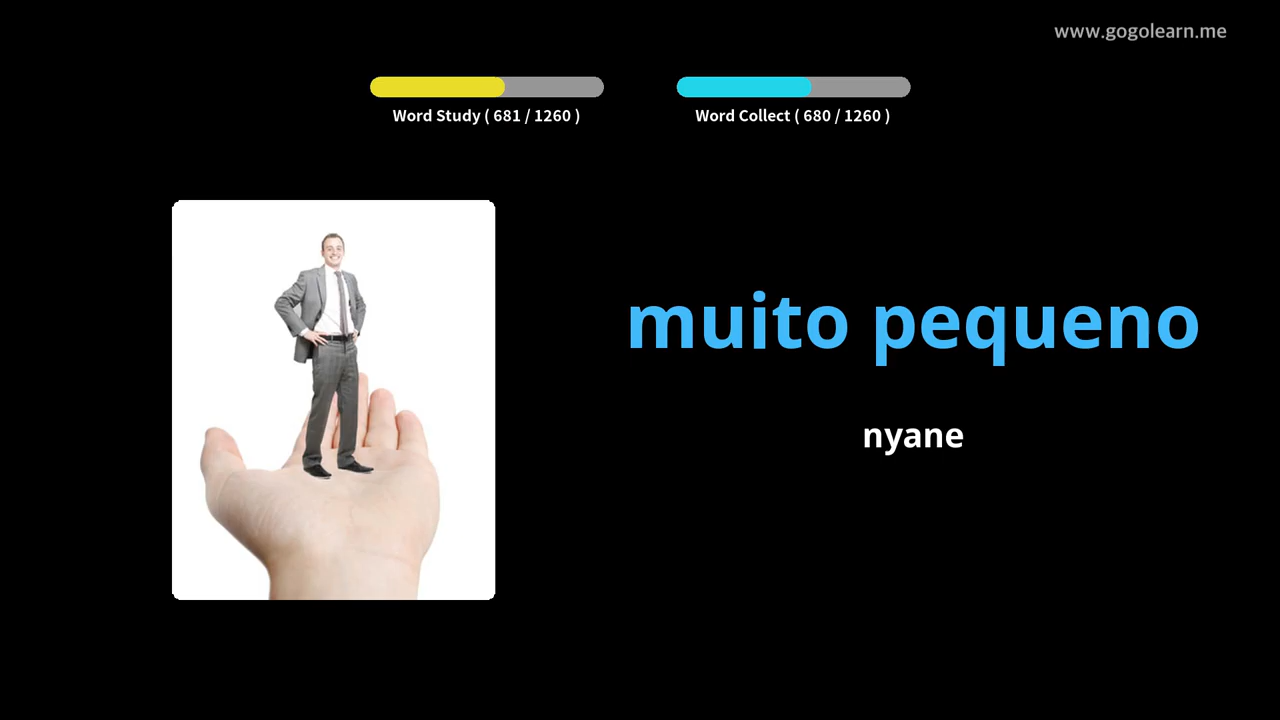 www.gogolearn.me
Word Study ( 681 / 1260 )
Word Collect ( 680 / 1260 )
muito pequeno
nyane